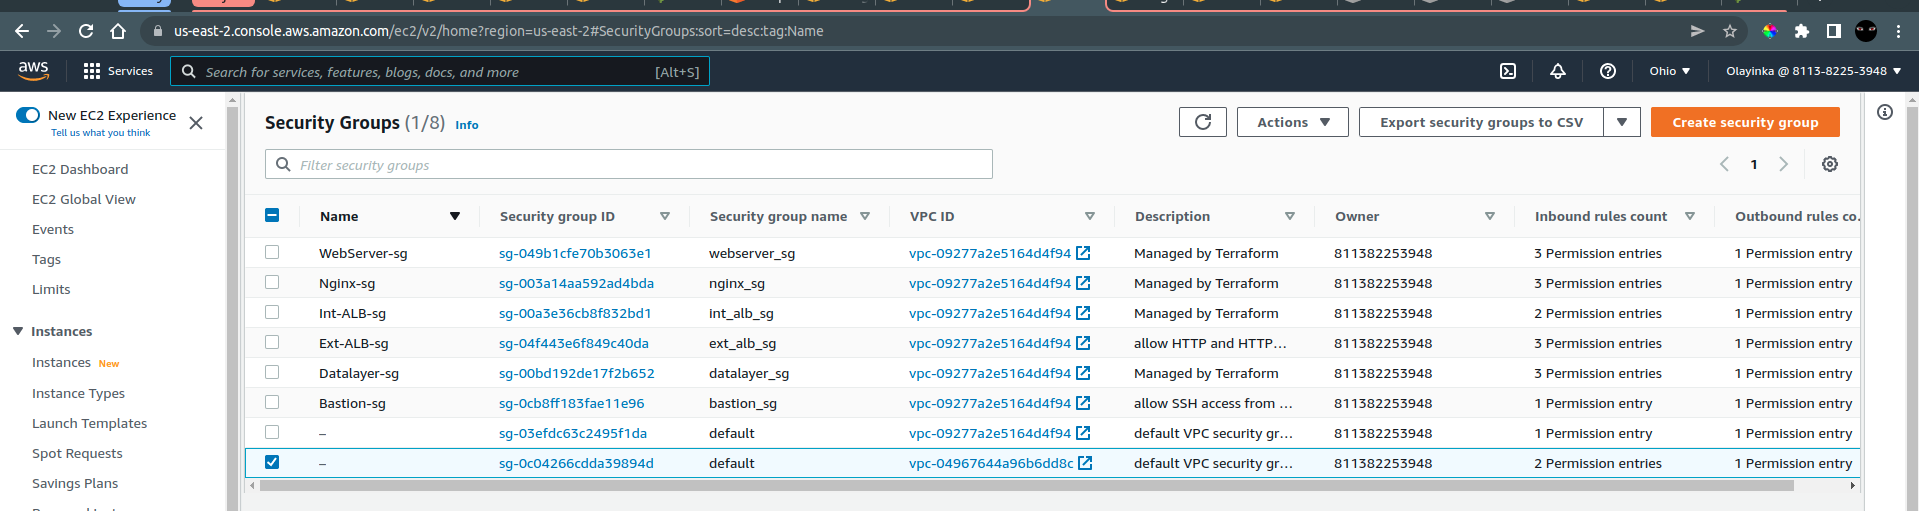 us-east-2.console.aws.amazon.com/ec2/v2/home?region=us-east-2#SecurityGroups:sort=desc:tag:Name
aws Services Search for services, features, blogs, docs, and more [Alt+S] Ohio Olayinka @ 8113-8225-3948
New EC2 Experience
Tell us what you think
EC2 Dashboard
EC2 Global View
Events
Tags
Limits
Instances
Instances New
Instance Types
Launch Templates
Spot Requests
Savings Plans
Security Groups (1/8) Info Actions Export security groups to CSV Create security group
Filter security groups 1
Name Security group ID Security group name VPC ID Description Owner Inbound rules count Outbound rules co...
WebServer-sg sg-049b1cfe70b3063e1 webserver_sg vpc-09277a2e5164d4f94 Managed by Terraform 811382253948 3 Permission entries 1 Permission entry
Nginx-sg sg-003a14aa592ad4bda nginx_sg vpc-09277a2e5164d4f94 Managed by Terraform 811382253948 3 Permission entries 1 Permission entry
Int-ALB-sg sg-00a3e36cb8f832bd1 int_alb_sg vpc-09277a2e5164d4f94 Managed by Terraform 811382253948 2 Permission entries 1 Permission entry
Ext-ALB-sg sg-04f443e6f849c40da ext_alb_sg vpc-09277a2e5164d4f94 allow HTTP and HTTP... 811382253948 3 Permission entries 1 Permission entry
Datalayer-sg sg-00bd192de17f2b652 datalayer_sg vpc-09277a2e5164d4f94 Managed by Terraform 811382253948 3 Permission entries 1 Permission entry
Bastion-sg sg-0cb8ff183fae11e96 bastion_sg vpc-09277a2e5164d4f94 allow SSH access from ... 811382253948 1 Permission entry 1 Permission entry
– sg-03efdc63c2495f1da default vpc-09277a2e5164d4f94 default VPC security gr... 811382253948 1 Permission entry 1 Permission entry
– sg-0c04266cdda39894d default vpc-04967644a96b6dd8c default VPC security gr... 811382253948 2 Permission entries 1 Permission entry